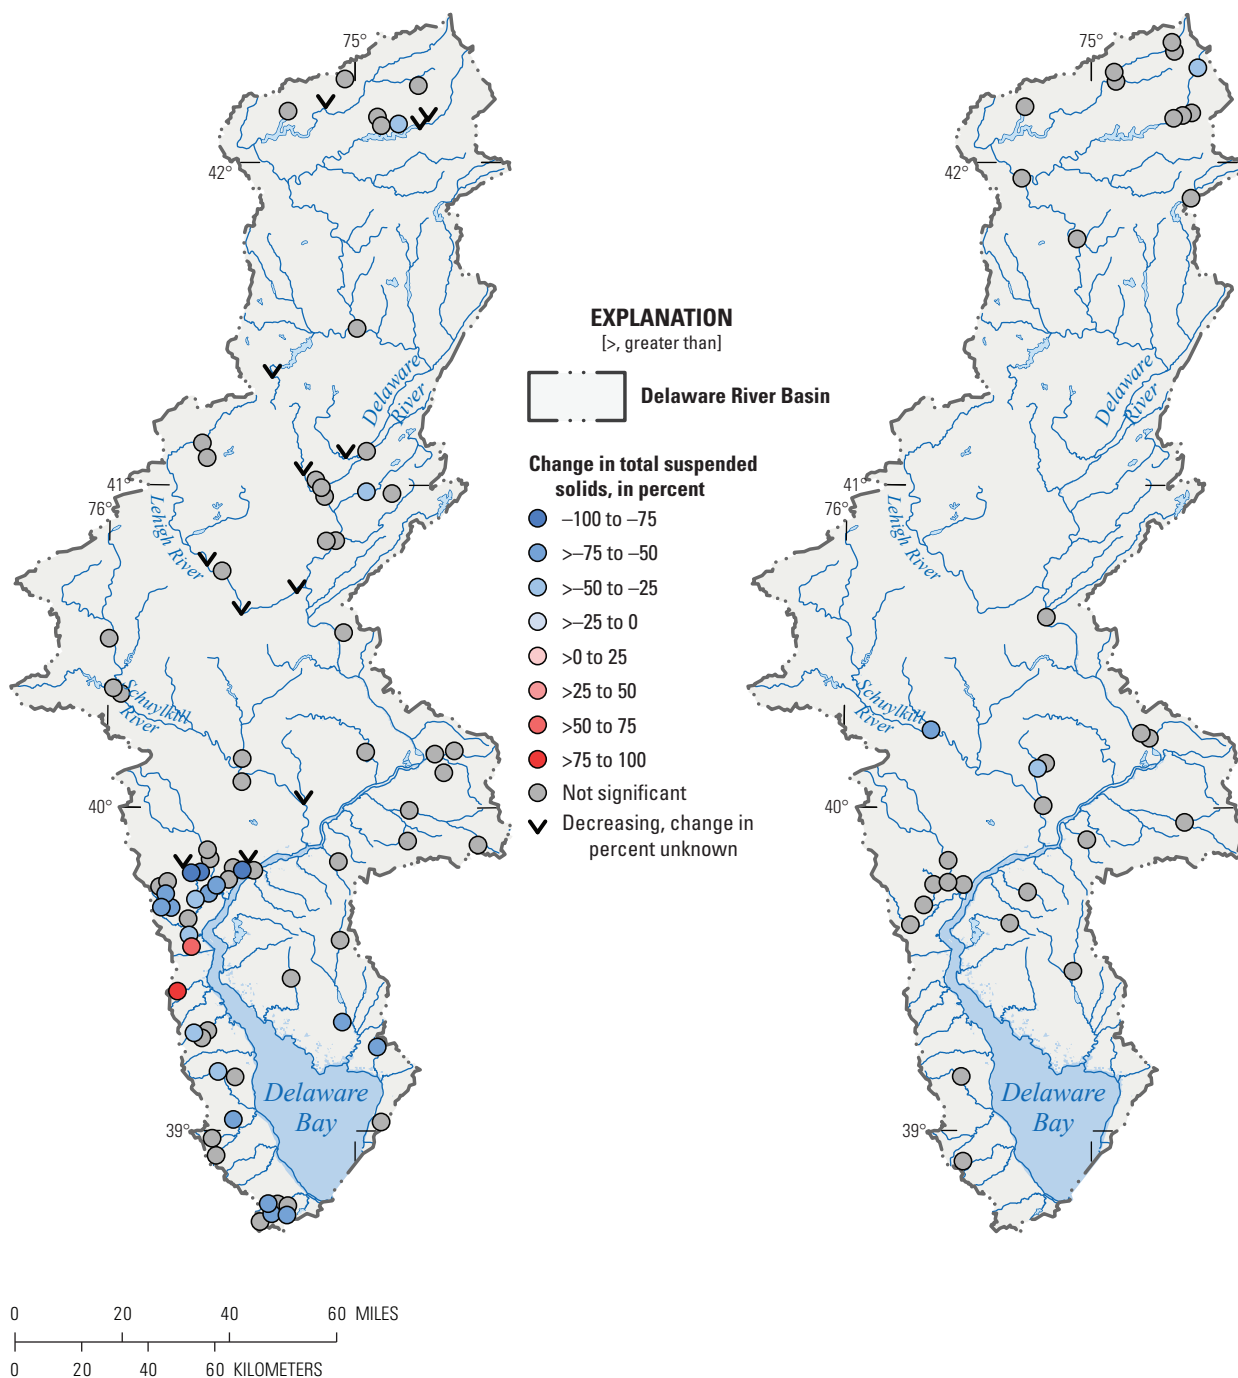 75°
42°
Delaware
River
41°
76°
Lehigh River
Schuylkill
River
40°
39°
Delaware
Bay
EXPLANATION
[>, greater than]
Delaware River Basin
Change in total suspended
solids, in percent
–100 to –75
>–75 to –50
>–50 to –25
>–25 to 0
>0 to 25
>25 to 50
>50 to 75
>75 to 100
Not significant
Decreasing, change in
percent unknown
75°
42°
Delaware
River
41°
76°
Lehigh River
Schuylkill
River
40°
39°
Delaware
Bay
0 20 40 60 MILES
0 20 40 60 KILOMETERS